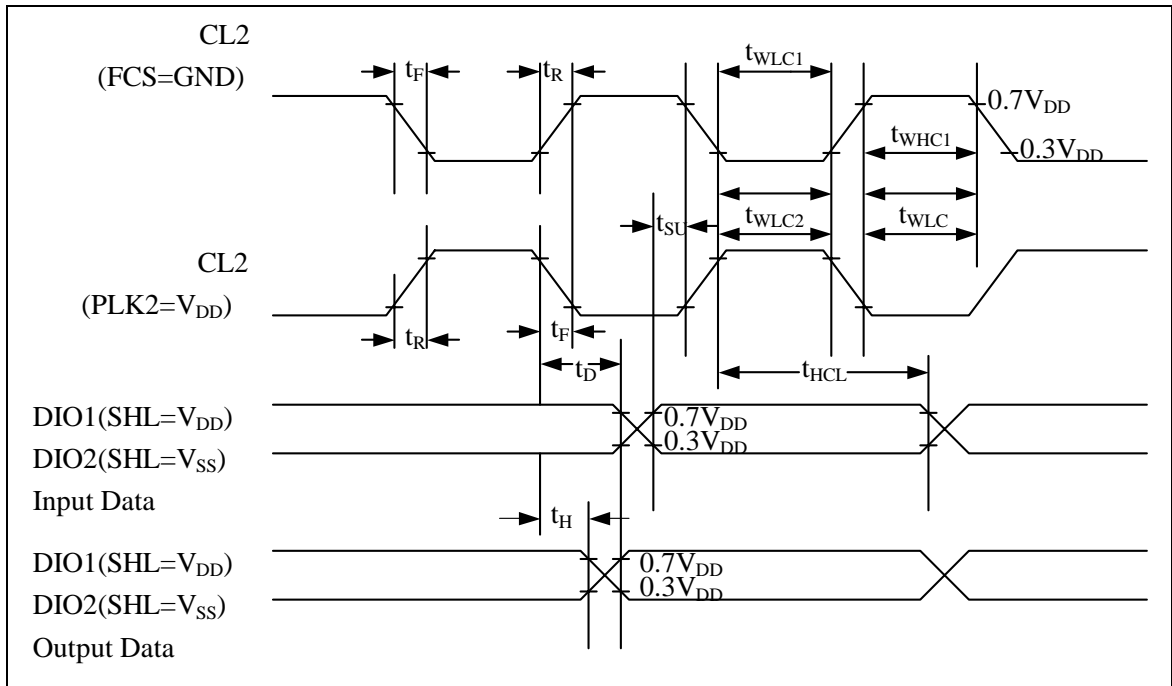 CL2
(FCS=GND)
tF
tR
tWLC1
0.7VDD
tWHC1
0.3VDD
tSU
tWLC2
tWLC
CL2
(PLK2=VDD)
tR
tF
tD
tHCL
DIO1(SHL=VDD)
0.7VDD
DIO2(SHL=VSS)
0.3VDD
Input Data
tH
DIO1(SHL=VDD)
0.7VDD
DIO2(SHL=VSS)
0.3VDD
Output Data